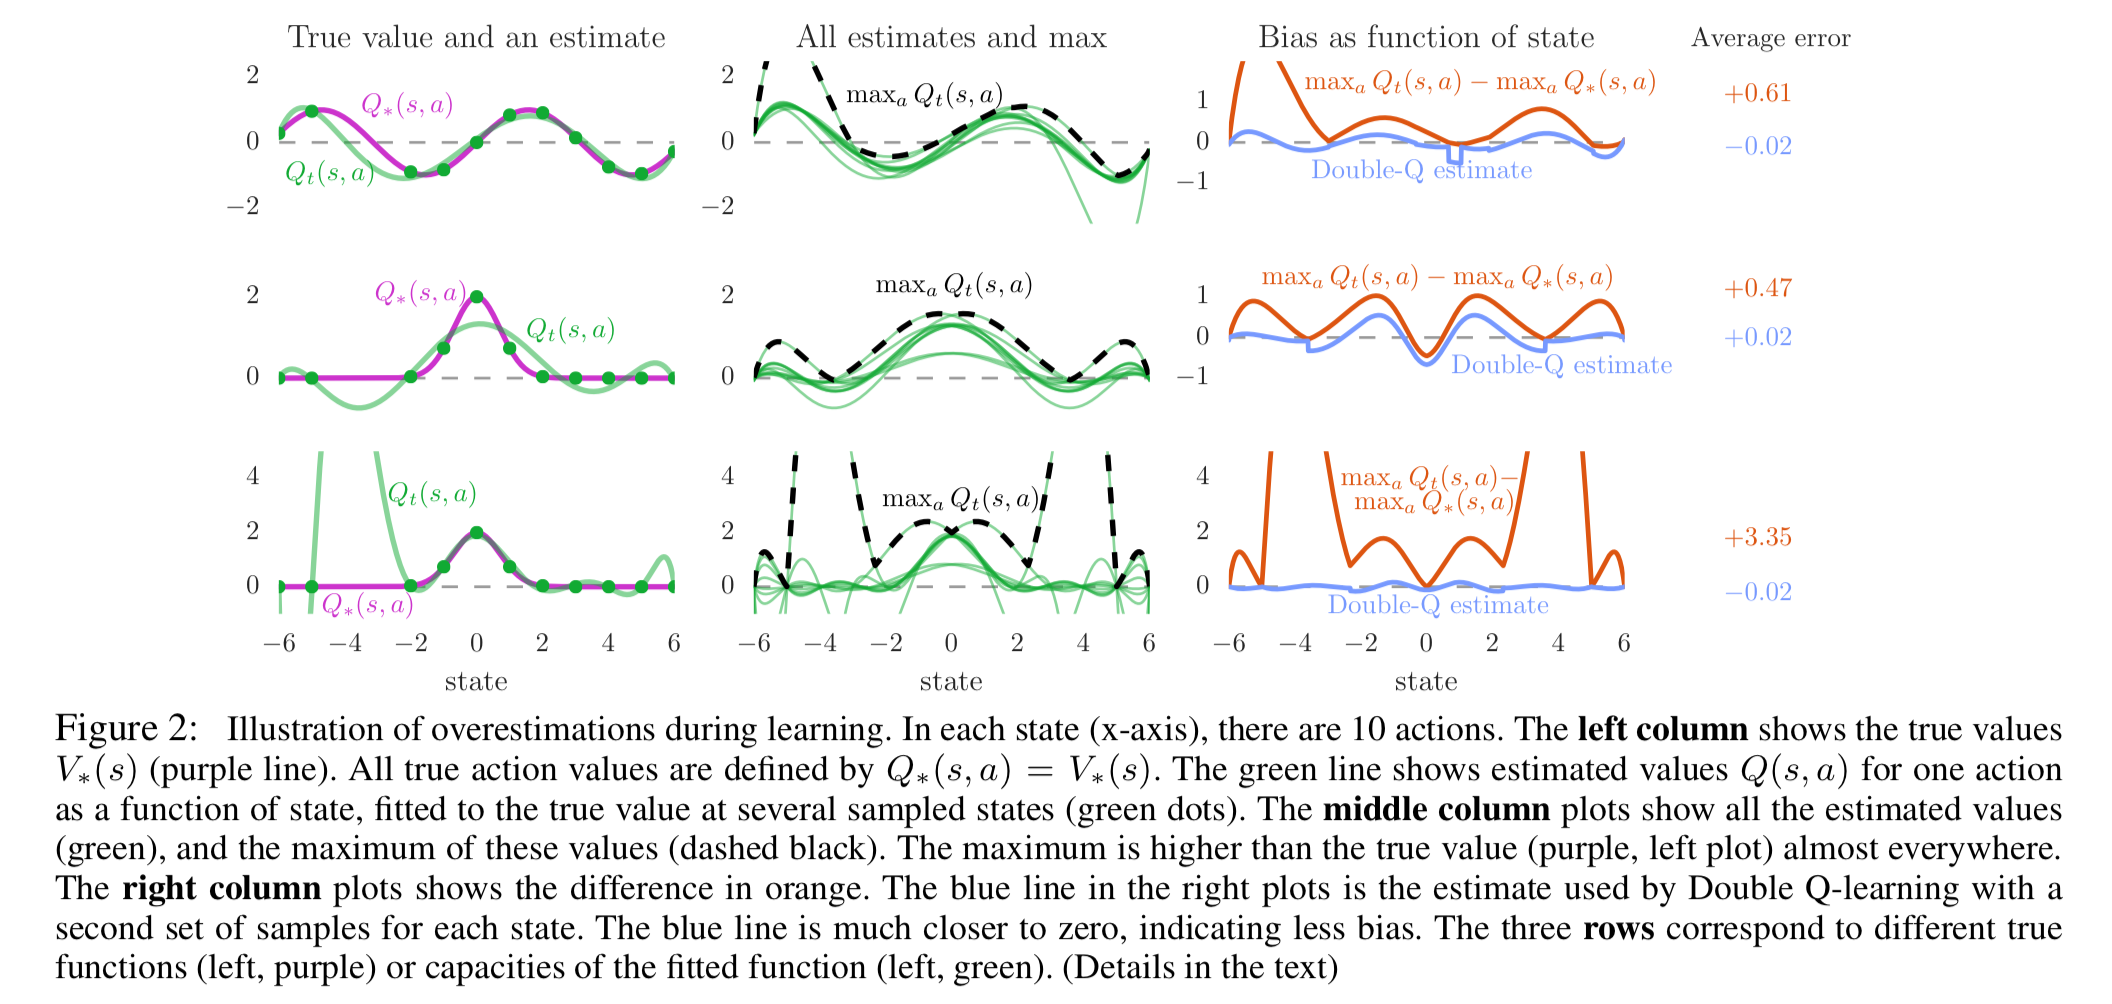 True value and an estimate
All estimates and max
Bias as function of state
Average error
2
0
−2
Q∗(s, a)
Qt(s, a)
2
0
−2
maxa Qt(s, a)
1
0
−1
maxa Qt(s, a) − maxa Q∗(s, a)
Double-Q estimate
+0.61
−0.02
2
0
Q∗(s, a)
Qt(s, a)
2
0
maxa Qt(s, a)
1
0
−1
maxa Qt(s, a) − maxa Q∗(s, a)
Double-Q estimate
+0.47
+0.02
4
2
0
Qt(s, a)
Q∗(s, a)
−6 −4 −2 0 2 4 6
state
4
2
0
maxa Qt(s, a)
−6 −4 −2 0 2 4 6
state
4
2
0
maxa Qt(s, a)−
maxa Q∗(s, a)
Double-Q estimate
−6 −4 −2 0 2 4 6
state
+3.35
−0.02
Figure 2: Illustration of overestimations during learning. In each state (x-axis), there are 10 actions. The left column shows the true values
V∗(s) (purple line). All true action values are defined by Q∗(s, a) = V∗(s). The green line shows estimated values Q(s, a) for one action
as a function of state, fitted to the true value at several sampled states (green dots). The middle column plots show all the estimated values
(green), and the maximum of these values (dashed black). The maximum is higher than the true value (purple, left plot) almost everywhere.
The right column plots shows the difference in orange. The blue line in the right plots is the estimate used by Double Q-learning with a
second set of samples for each state. The blue line is much closer to zero, indicating less bias. The three rows correspond to different true
functions (left, purple) or capacities of the fitted function (left, green). (Details in the text)